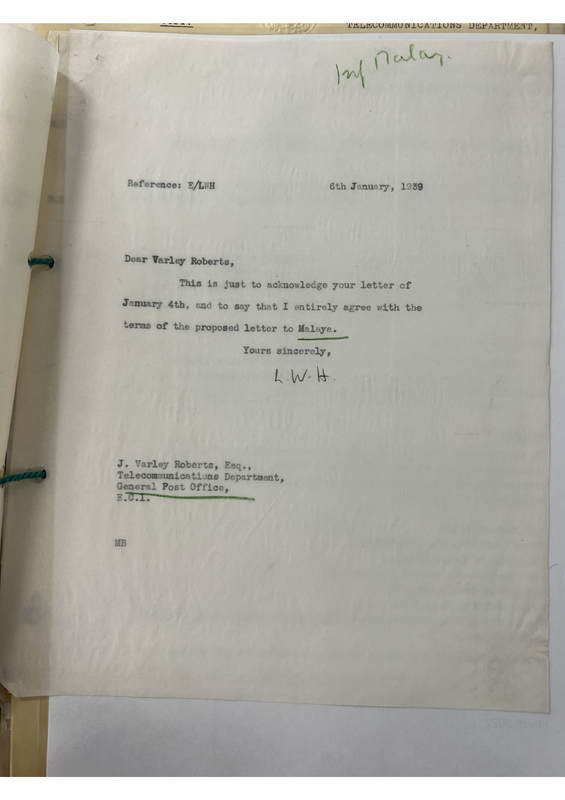 TELECOMMUNICATIONS DEPARTMENT,
Malay.
Reference: E/LWH 6th January, 1939
Dear Varley Roberts,
This is just to acknowledge your letter of
January 4th, and to say that I entirely agree with the
terms of the proposed letter to Malaya.
Yours sincerely,
L.W.H.
J. Varley Roberts, Esq.,
Telecommunications Department,
General Post Office,
E.C.1.
MB